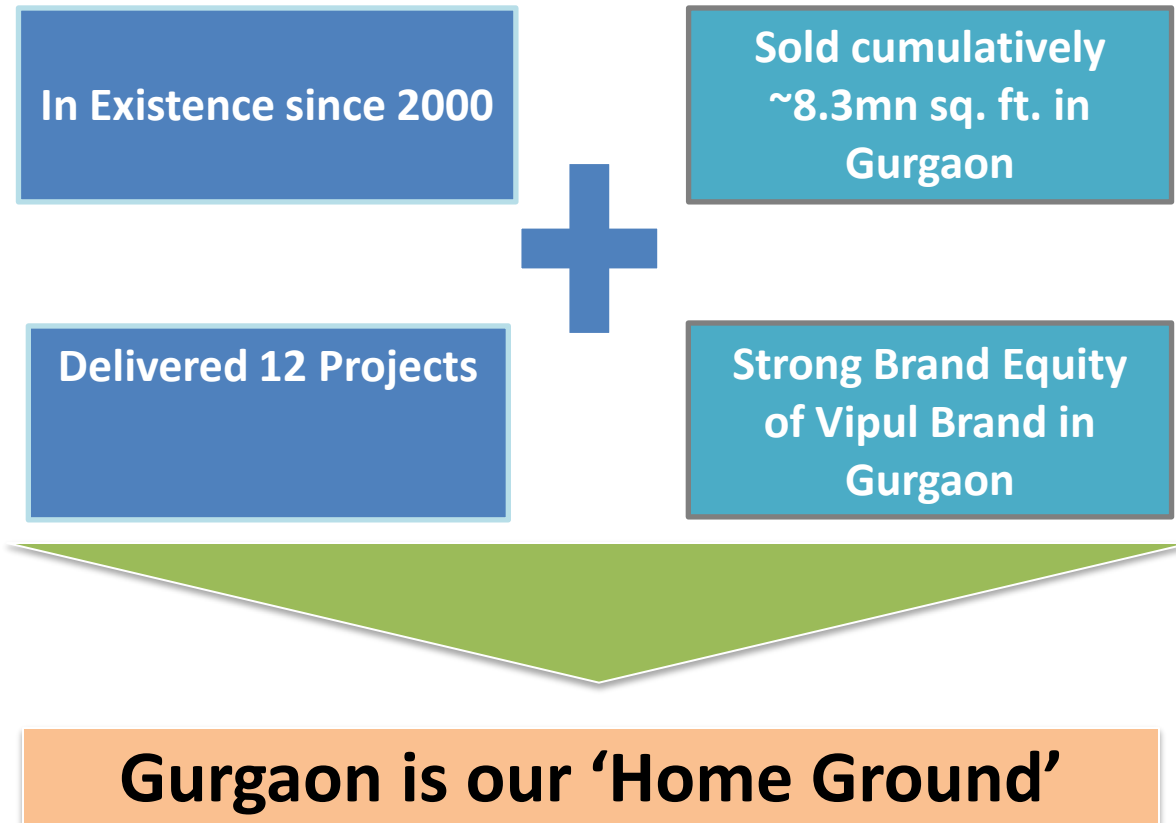 In Existence since 2000
Sold cumulatively
~8.3mn sq. ft. in
Gurgaon
Delivered 12 Projects
Strong Brand Equity
of Vipul Brand in
Gurgaon
Gurgaon is our ‘Home Ground’